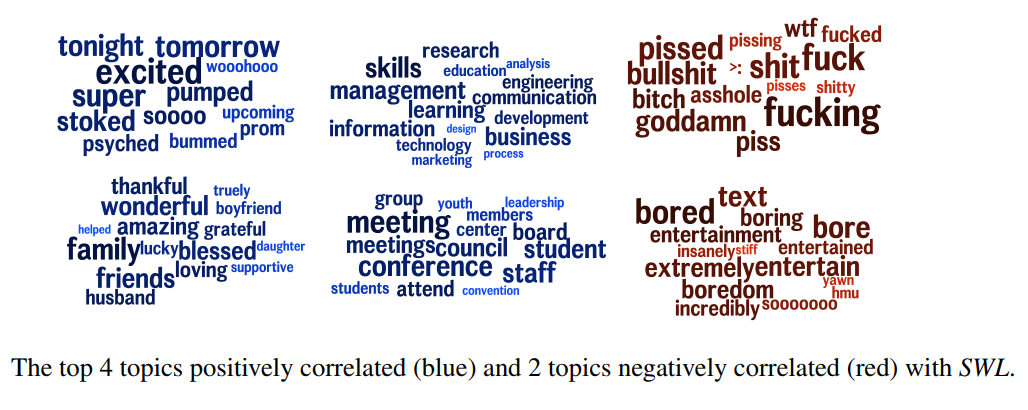 tonight tomorrow
excited wooohooo
super pumped
stoked soooo upcoming
prom
psyched bummed
research
skills education analysis
management engineering
communication
learning development
information design business
technology
marketing process
wtf fucked
pissed pissing
bullshit >: shit fuck
bitch asshole pisses shitty
goddamn fucking
piss
thankful truely
wonderful boyfriend
helped amazing grateful
family lucky blessed daughter
friends loving supportive
husband
group youth leadership
meeting members
center board
meetings council student
conference staff
students attend convention
text
bored boring bore
entertainment
insanely stiff entertained
extremely entertain
boredom yawn
hmu
incredibly sooooooo
The top 4 topics positively correlated (blue) and 2 topics negatively correlated (red) with SWL.